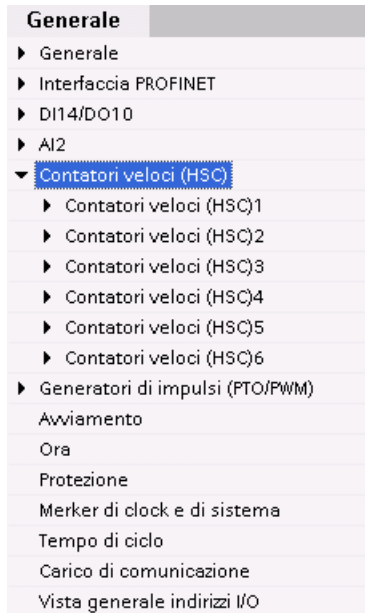 Generale
Generale
Interfaccia PROFINET
DI14/DO10
AI2
Contatori veloci (HSC)
Contatori veloci (HSC)1
Contatori veloci (HSC)2
Contatori veloci (HSC)3
Contatori veloci (HSC)4
Contatori veloci (HSC)5
Contatori veloci (HSC)6
Generatori di impulsi (PTO/PWM)
Avviamento
Ora
Protezione
Merker di clock e di sistema
Tempo di ciclo
Carico di comunicazione
Vista generale indirizzi I/O